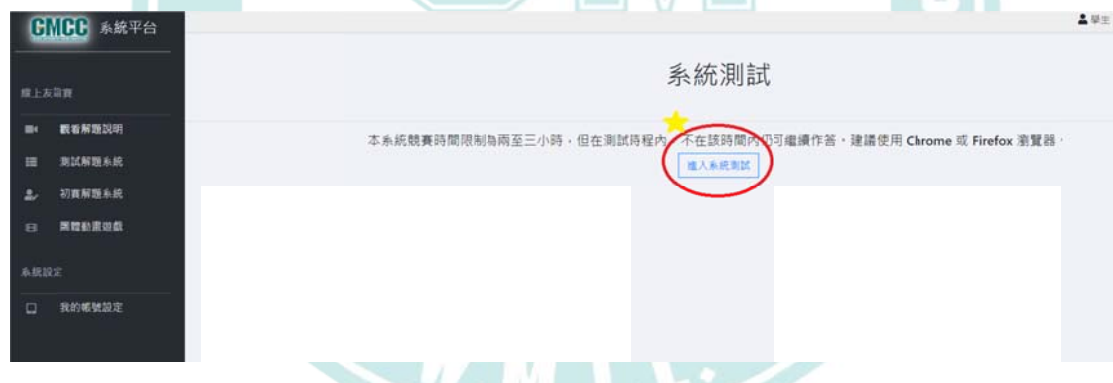 CMCC 系統平台
學生
線上友誼賽
觀看解題說明
測試解題系統
初賽解題系統
團體動畫遊戲
系統設定
我的帳號設定
系統測試
本系統競賽時間限制為兩至三小時，但在測試時程內，不在該時間內仍可繼續作答。建議使用 Chrome 或 Firefox 瀏覽器。
進入系統測試